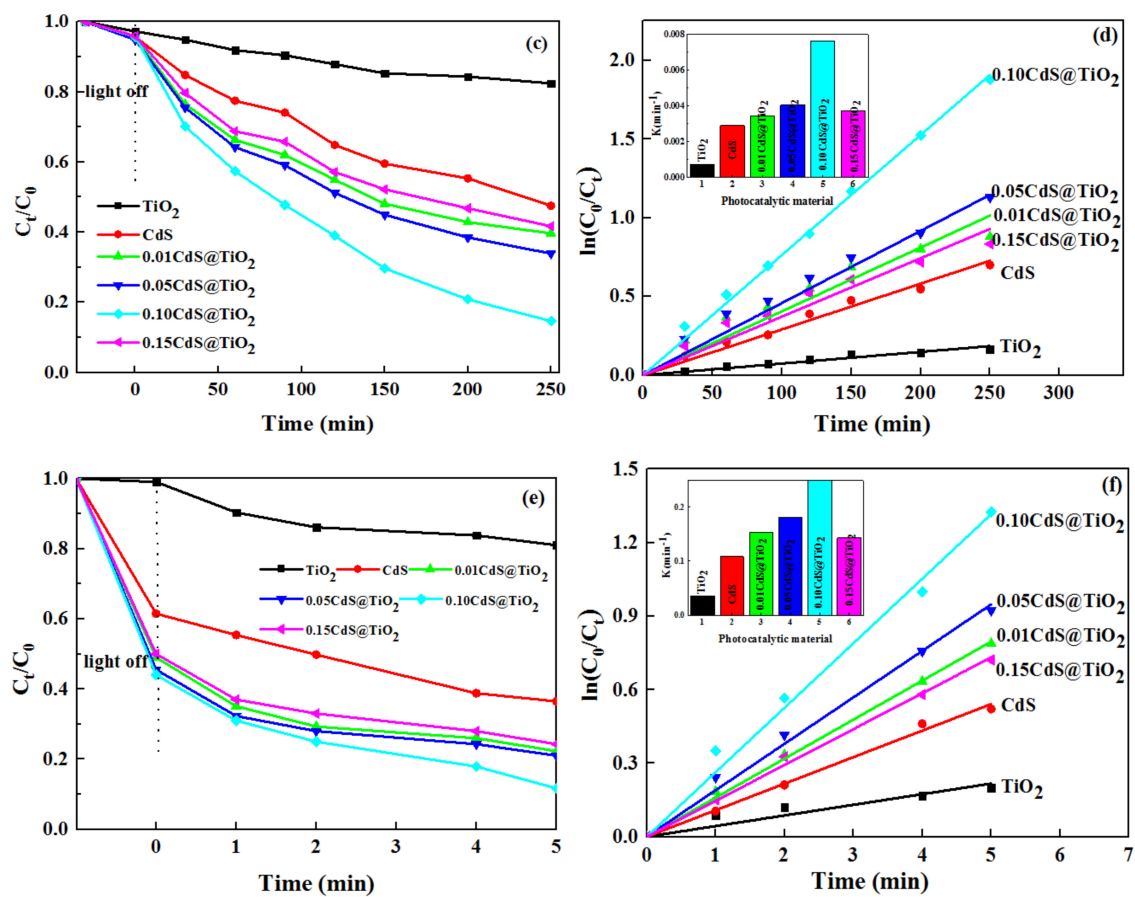 (c)
1.0
0.8
0.6
0.4
0.2
0.0
Ct/C0
light off
TiO2
CdS
0.01CdS@TiO2
0.05CdS@TiO2
0.10CdS@TiO2
0.15CdS@TiO2
0 50 100 150 200 250
Time (min)
(d)
2.0
1.5
1.0
0.5
0.0
ln(C0/Ct)
0.10CdS@TiO2
0.05CdS@TiO2
0.01CdS@TiO2
0.15CdS@TiO2
CdS
TiO2
0 50 100 150 200 250 300
Time (min)
0.008
0.006
0.004
0.002
0.000
K(min-1)
TiO2
CdS
0.01CdS@TiO2
0.05CdS@TiO2
0.10CdS@TiO2
0.15CdS@TiO2
1 2 3 4 5 6
Photocatalytic material
(e)
1.0
0.8
0.6
0.4
0.2
0.0
Ct/C0
light off
TiO2 CdS 0.01CdS@TiO2
0.05CdS@TiO2 0.10CdS@TiO2
0.15CdS@TiO2
0 1 2 3 4 5
Time (min)
(f)
1.5
1.2
0.9
0.6
0.3
0.0
ln(C0/Ct)
0.10CdS@TiO2
0.05CdS@TiO2
0.01CdS@TiO2
0.15CdS@TiO2
CdS
TiO2
0 1 2 3 4 5 6 7
Time (min)
0.2
0.1
0.0
K(min-1)
TiO2
CdS
0.01CdS@TiO2
0.05CdS@TiO2
0.10CdS@TiO2
0.15CdS@TiO2
1 2 3 4 5 6
Photocatalytic material